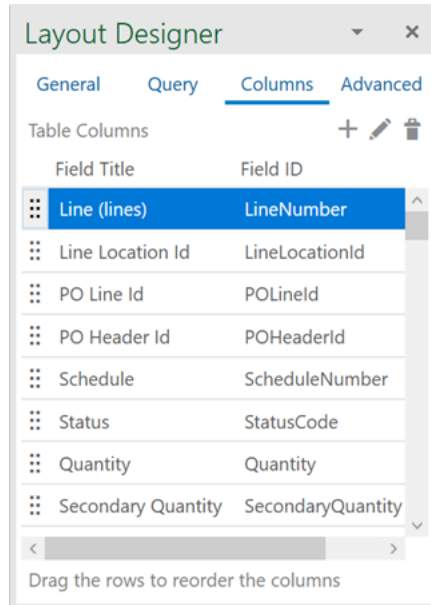 Layout Designer
General Query Columns Advanced
Table Columns
Field Title Field ID
Line (lines) LineNumber
Line Location Id LineLocationId
PO Line Id POLineId
PO Header Id POHeaderId
Schedule ScheduleNumber
Status StatusCode
Quantity Quantity
Secondary Quantity SecondaryQuantity
Drag the rows to reorder the columns